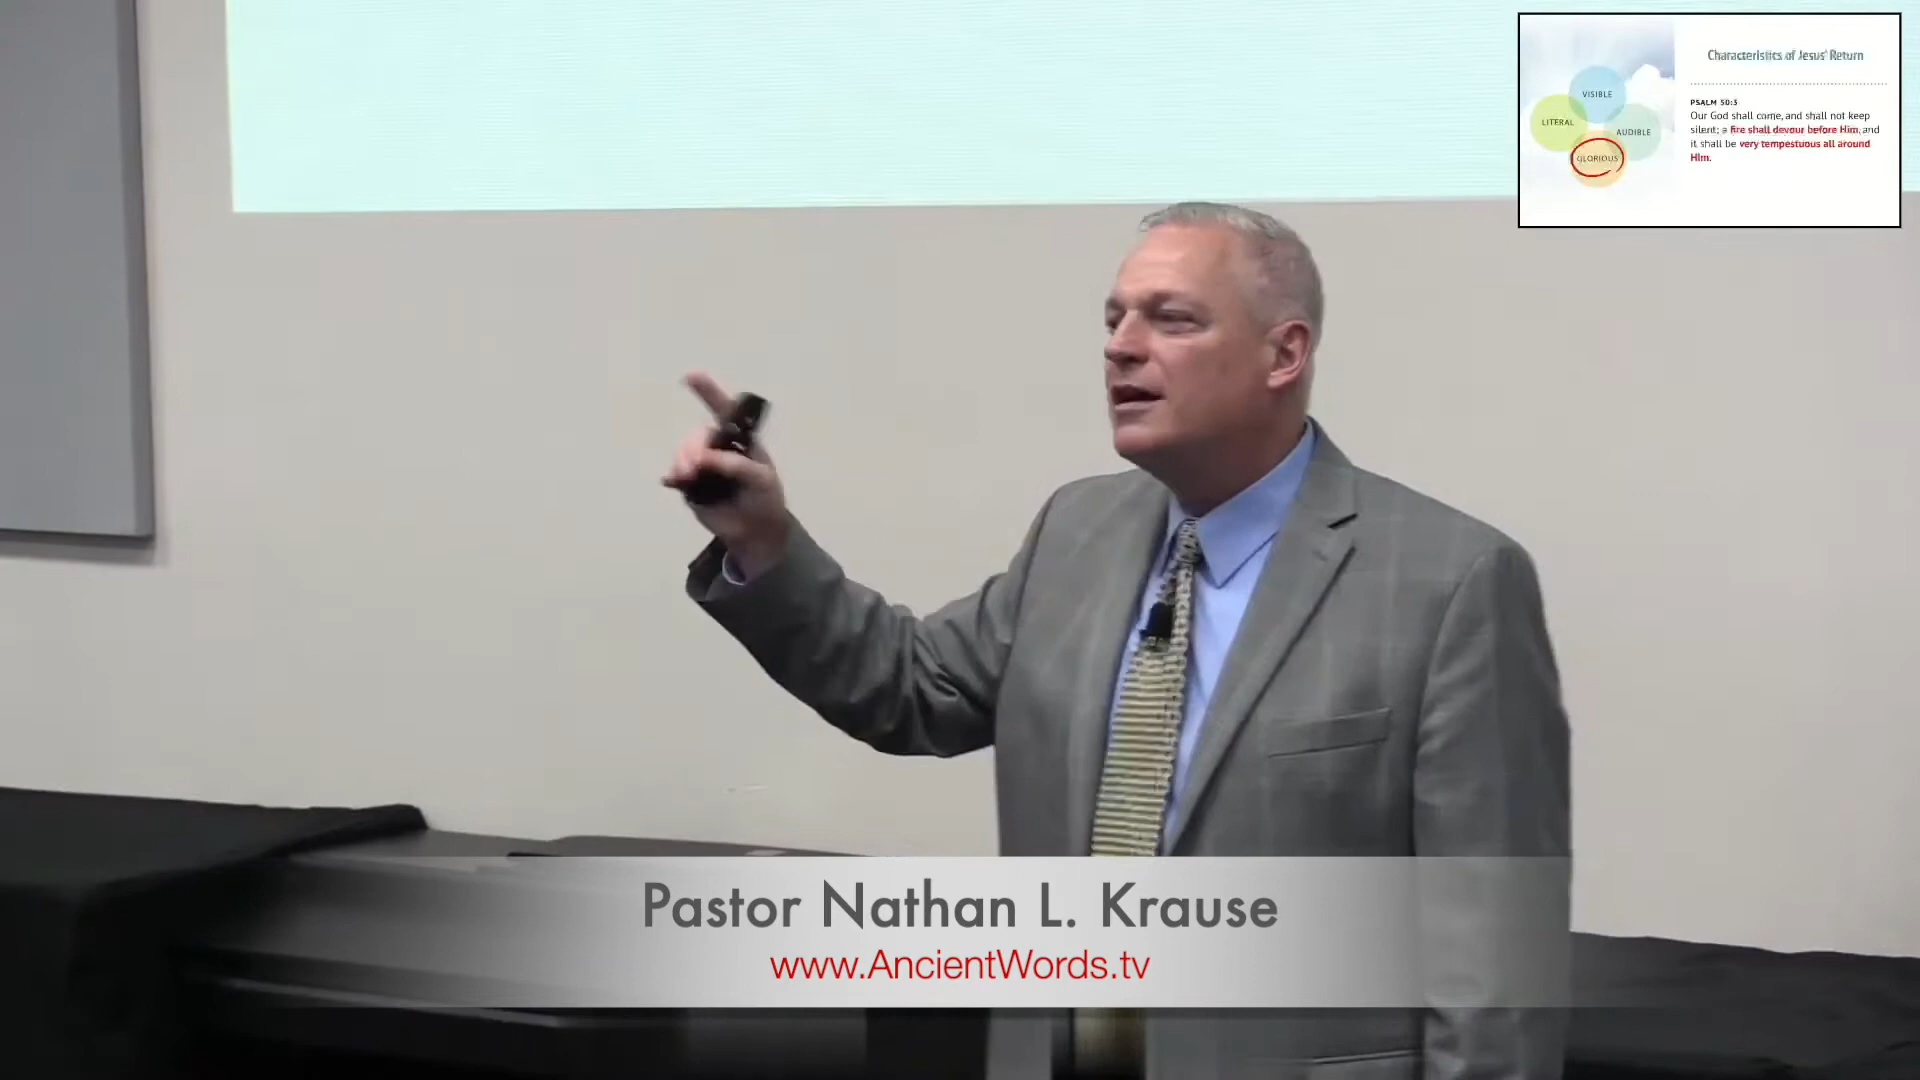 Characteristics of Jesus' Return
VISIBLE
LITERAL
AUDIBLE
GLORIOUS
PSALM 50:3
Our God shall come, and shall not keep
silent; a fire shall devour before Him, and
it shall be very tempestuous all around
Him.
Pastor Nathan L. Krause
www.AncientWords.tv